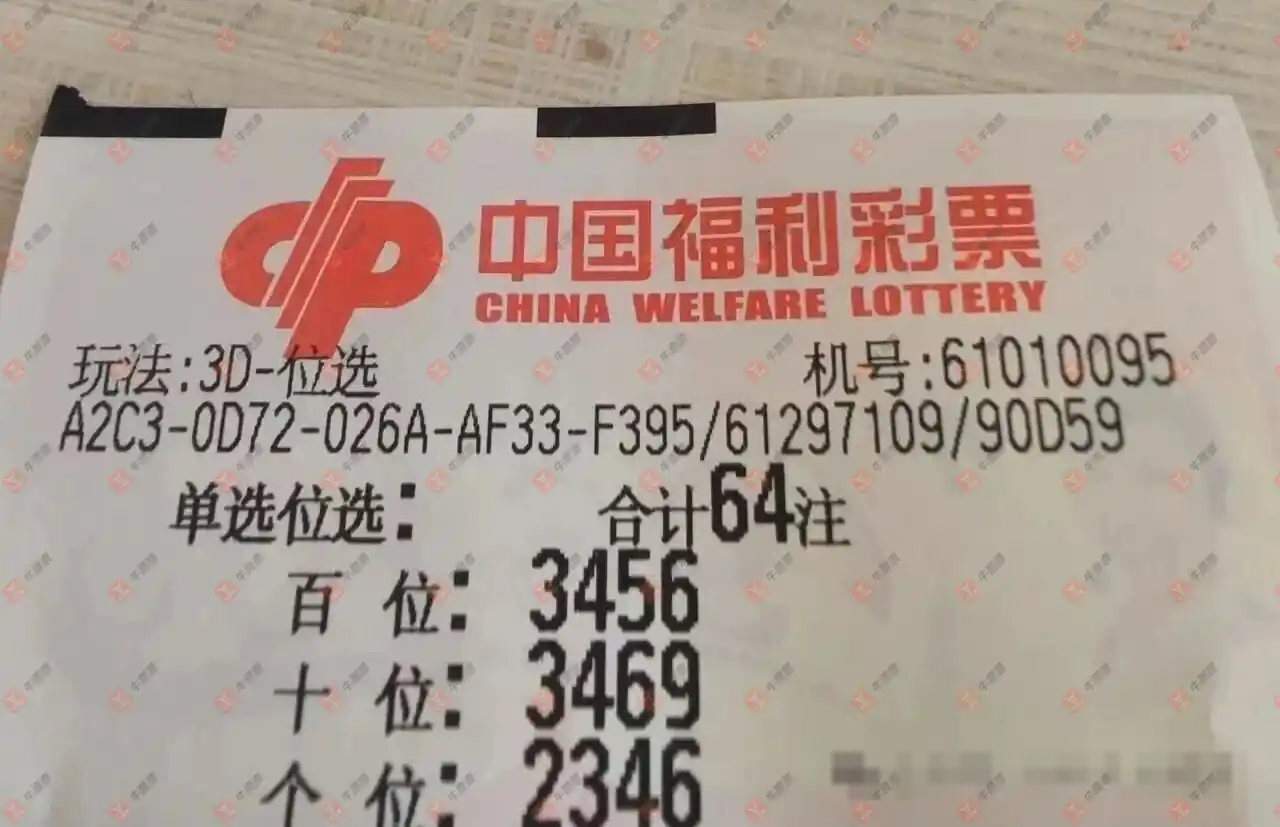 中国福利彩票
CHINA WELFARE LOTTERY
玩法:3D-位选 机号:61010095
A2C3-0D72-026A-AF33-F395/61297109/90D59
单选位选: 合计64注
百 位: 3456
十 位: 3469
个 位: 2346